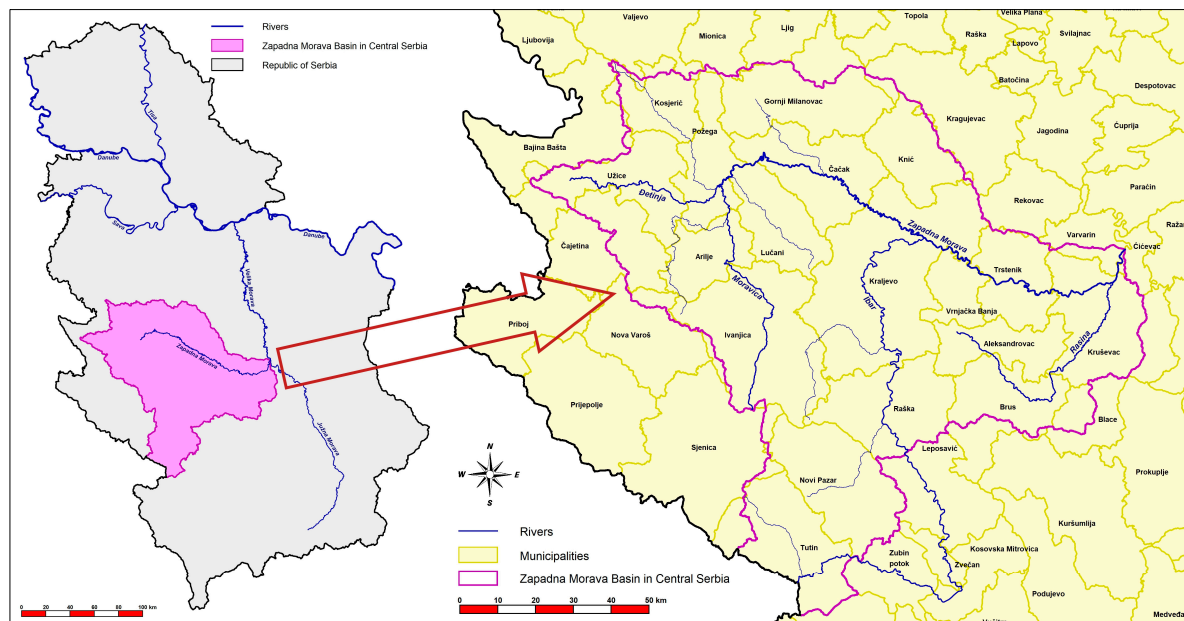 Rivers
Zapadna Morava Basin in Central Serbia
Republic of Serbia
Tisa
Danube
Sava
Danube
Velika Morava
Zapadna Morava
Južna Morava
0 20 40 60 80 100 km
Valjevo
Ljig
Topola
Velika Plana
Ljubovija
Mionica
Raška
Lapovo
Svilajnac
Batočina
Despotovac
Kosjerić
Gornji Milanovac
Požega
Kragujevac
Jagodina
Ćuprija
Bajina Bašta
Knić
Užice
Čačak
Paraćin
Đetinja
Rekovac
Zapadna Morava
Varvarin
Ražanj
Ćićevac
Čajetina
Arilje
Lučani
Trstenik
Moravica
Kraljevo
Ibar
Vrnjačka Banja
Priboj
Nova Varoš
Ivanjica
Aleksandrovac
Rasina
Kruševac
Prijepolje
Brus
Blace
Raška
Sjenica
Leposavić
N
W E
S
Prokuplje
Novi Pazar
Kuršumlija
Rivers
Municipalities
Zapadna Morava Basin in Central Serbia
0 10 20 30 40 50 km
Tutin
Zubin
potok
Kosovska Mitrovica
Zvečan
Podujevo
Medveđa